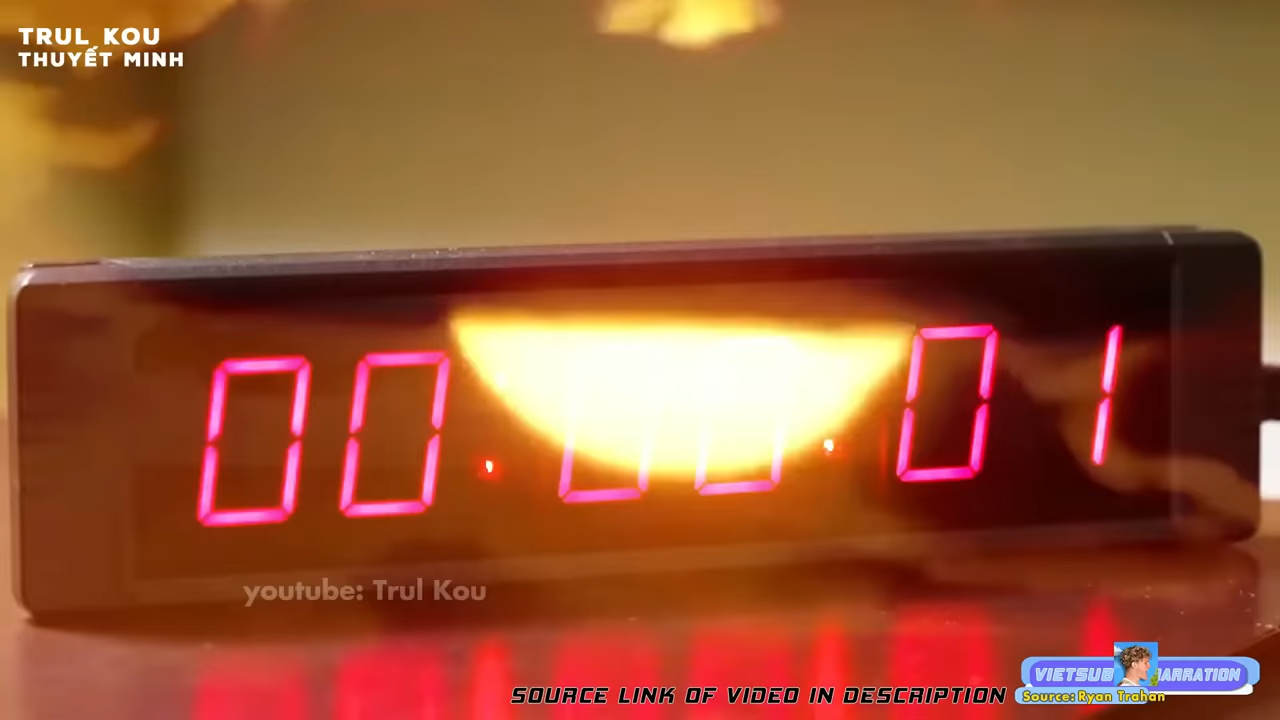 TRUL KOU
THUYẾT MINH
00.00.01
youtube: Trul Kou
SOURCE LINK OF VIDEO IN DESCRIPTION
VIETSUB
Source: Ryan Trahan